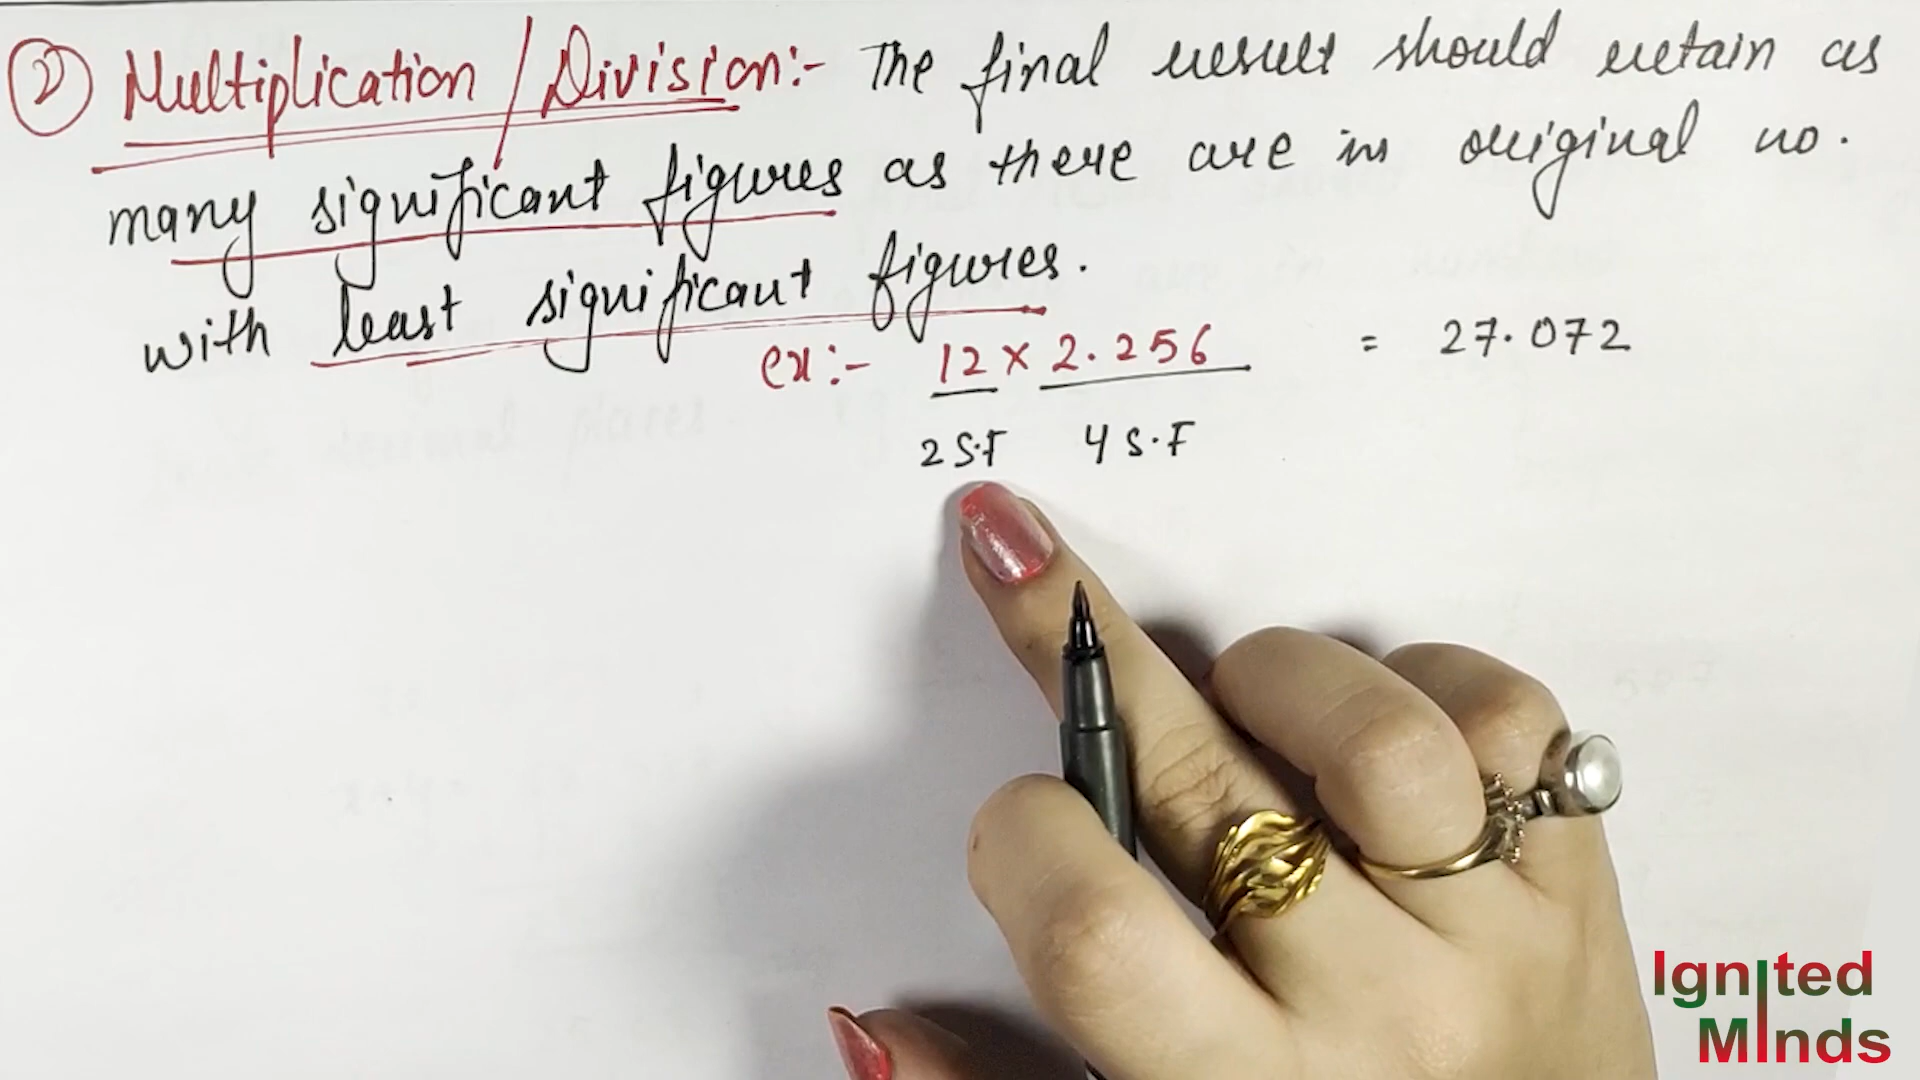 ② Multiplication / Division:- The final result should retain as
many significant figures as there are in original no.
with least significant figures.
ex:- 12 × 2.256 = 27.072
2 S.F 4 S.F
Ignited
Minds